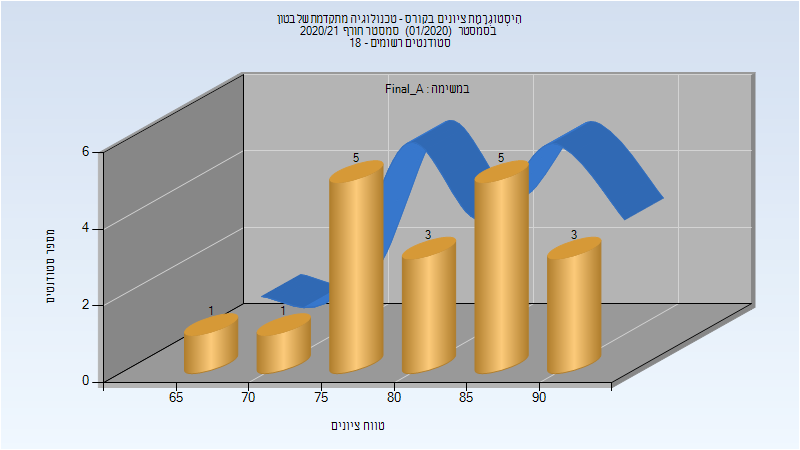 היסטוגרמת ציונים בקורס - טכנולוגיה מתקדמת של בטון
בסמסטר (01/2020) סמסטר חורף 2020/21
סטודנטים רשומים - 18
במשימה : Final_A
5
5
3
3
1
1
6
4
2
0
מספר סטודנטים
65
70
75
80
85
90
טווח ציונים